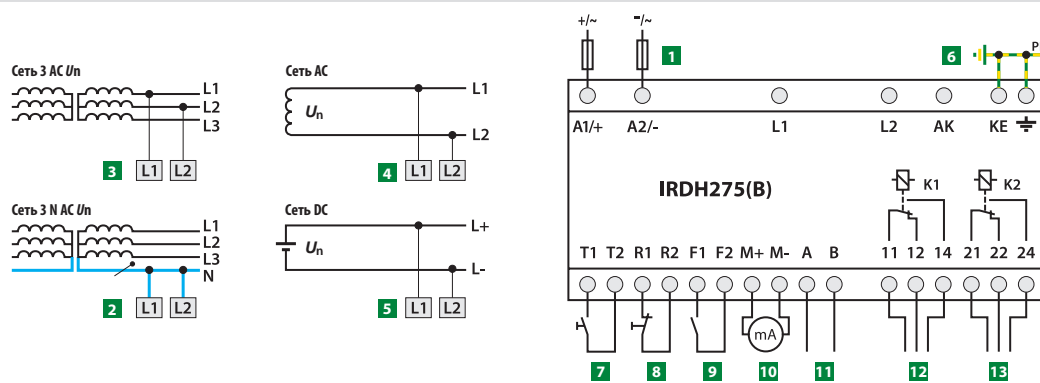 Сеть 3 AC Un
L1
L2
L3
3 L1 L2
Сеть AC
Un
L1
L2
4 L1 L2
Сеть 3 N AC Un
L1
L2
L3
N
2 L1 L2
Сеть DC
Un
L+
L-
5 L1 L2
+/~ -/~
1 6 P
A1/+ A2/- L1 L2 AK KE
IRDH275(B)
K1 K2
T1 T2 R1 R2 F1 F2 M+ M- A B 11 12 14 21 22 24
mA
7 8 9 10 11 12 13